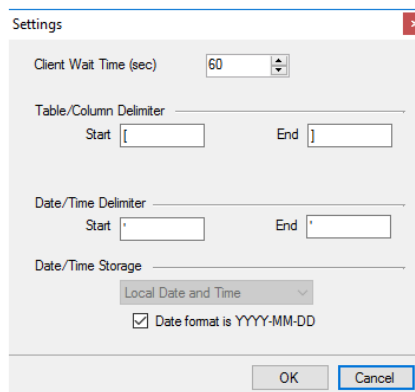 Settings
Client Wait Time (sec) 60
Table/Column Delimiter
Start [ End ]
Date/Time Delimiter
Start ' End '
Date/Time Storage
Local Date and Time
Date format is YYYY-MM-DD
OK Cancel